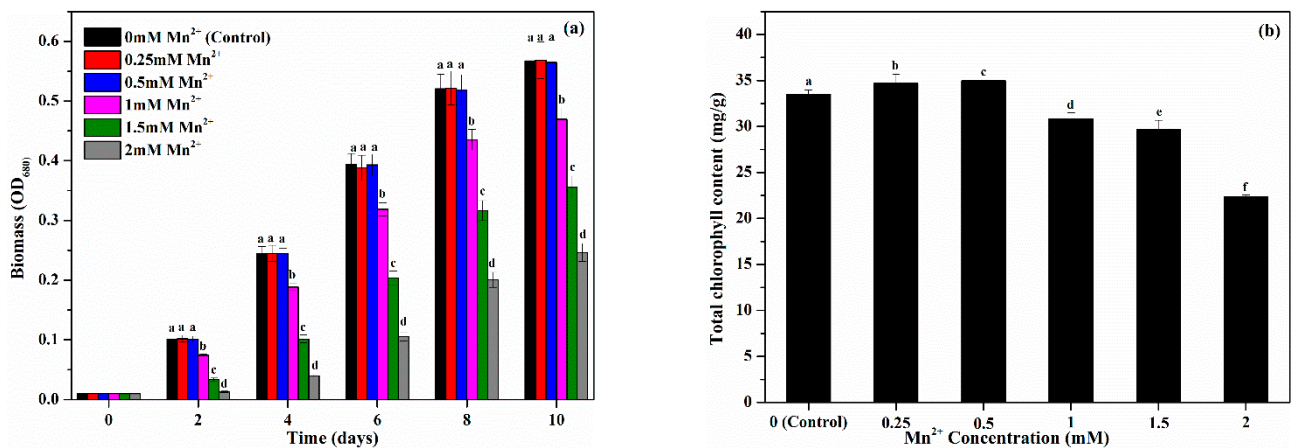 (a)
0mM Mn²⁺ (Control)
0.25mM Mn²⁺
0.5mM Mn²⁺
1mM Mn²⁺
1.5mM Mn²⁺
2mM Mn²⁺
Biomass (OD₆₈₀)
0.6
0.5
0.4
0.3
0.2
0.1
0.0
a a a b c d
a a a b c d
a a a b c d
a a a b c d
a a a b c d
0 2 4 6 8 10
Time (days)
(b)
Total chlorophyll content (mg/g)
40
35
30
25
20
15
10
5
0
a b c d e f
0 (Control) 0.25 0.5 1 1.5 2
Mn²⁺ Concentration (mM)